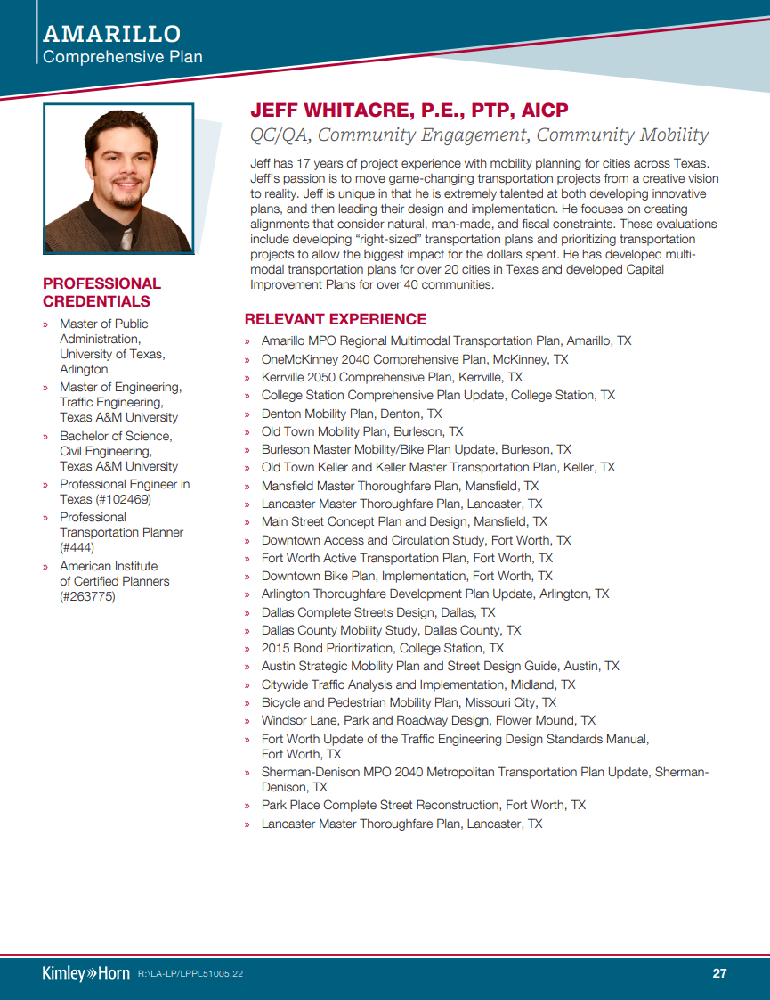 AMARILLO
Comprehensive Plan
JEFF WHITACRE, P.E., PTP, AICP
QC/QA, Community Engagement, Community Mobility
Jeff has 17 years of project experience with mobility planning for cities across Texas.
Jeff's passion is to move game-changing transportation projects from a creative vision
to reality. Jeff is unique in that he is extremely talented at both developing innovative
plans, and then leading their design and implementation. He focuses on creating
alignments that consider natural, man-made, and fiscal constraints. These evaluations
include developing “right-sized” transportation plans and prioritizing transportation
projects to allow the biggest impact for the dollars spent. He has developed multi-
modal transportation plans for over 20 cities in Texas and developed Capital
Improvement Plans for over 40 communities.
PROFESSIONAL
CREDENTIALS
» Master of Public
Administration,
University of Texas,
Arlington
» Master of Engineering,
Traffic Engineering,
Texas A&M University
» Bachelor of Science,
Civil Engineering,
Texas A&M University
» Professional Engineer in
Texas (#102469)
» Professional
Transportation Planner
(#444)
» American Institute
of Certified Planners
(#263775)
RELEVANT EXPERIENCE
» Amarillo MPO Regional Multimodal Transportation Plan, Amarillo, TX
» OneMcKinney 2040 Comprehensive Plan, McKinney, TX
» Kerrville 2050 Comprehensive Plan, Kerrville, TX
» College Station Comprehensive Plan Update, College Station, TX
» Denton Mobility Plan, Denton, TX
» Old Town Mobility Plan, Burleson, TX
» Burleson Master Mobility/Bike Plan Update, Burleson, TX
» Old Town Keller and Keller Master Transportation Plan, Keller, TX
» Mansfield Master Thoroughfare Plan, Mansfield, TX
» Lancaster Master Thoroughfare Plan, Lancaster, TX
» Main Street Concept Plan and Design, Mansfield, TX
» Downtown Access and Circulation Study, Fort Worth, TX
» Fort Worth Active Transportation Plan, Fort Worth, TX
» Downtown Bike Plan, Implementation, Fort Worth, TX
» Arlington Thoroughfare Development Plan Update, Arlington, TX
» Dallas Complete Streets Design, Dallas, TX
» Dallas County Mobility Study, Dallas County, TX
» 2015 Bond Prioritization, College Station, TX
» Austin Strategic Mobility Plan and Street Design Guide, Austin, TX
» Citywide Traffic Analysis and Implementation, Midland, TX
» Bicycle and Pedestrian Mobility Plan, Missouri City, TX
» Windsor Lane, Park and Roadway Design, Flower Mound, TX
» Fort Worth Update of the Traffic Engineering Design Standards Manual,
Fort Worth, TX
» Sherman-Denison MPO 2040 Metropolitan Transportation Plan Update, Sherman-
Denison, TX
» Park Place Complete Street Reconstruction, Fort Worth, TX
» Lancaster Master Thoroughfare Plan, Lancaster, TX
Kimley»Horn R:\LA-LP/LPPL51005.22 27